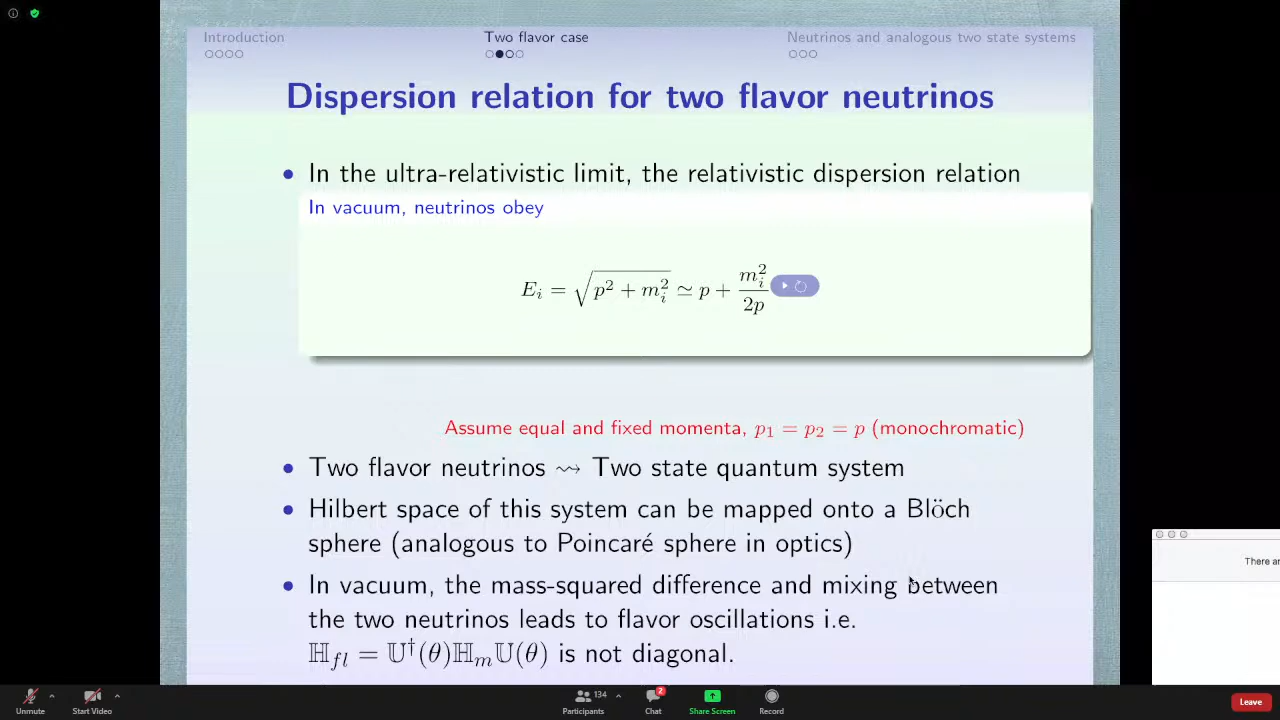 Introduction
Two flavor case
Neutrinos and analogous two state systems
Dispersion relation for two flavor neutrinos
• In the ultra-relativistic limit, the relativistic dispersion relation
In vacuum, neutrinos obey
E_i = √(p² + m_i²) ≃ p + m_i²/2p
Assume equal and fixed momenta, p₁ = p₂ = p (monochromatic)
• Two flavor neutrinos ∼ Two state quantum system
• Hilbert space of this system can be mapped onto a Blöch
sphere (analogous to Poincaré sphere in optics)
• In vacuum, the mass-squared difference and mixing between
the two neutrinos leads to flavor oscillations i.e.
ℍ_fl = 𝕌†(θ)ℍ_m𝕌(θ) is not diagonal.
There ar
Unmute
Start Video
Participants
134
Chat
Share Screen
Record
Leave